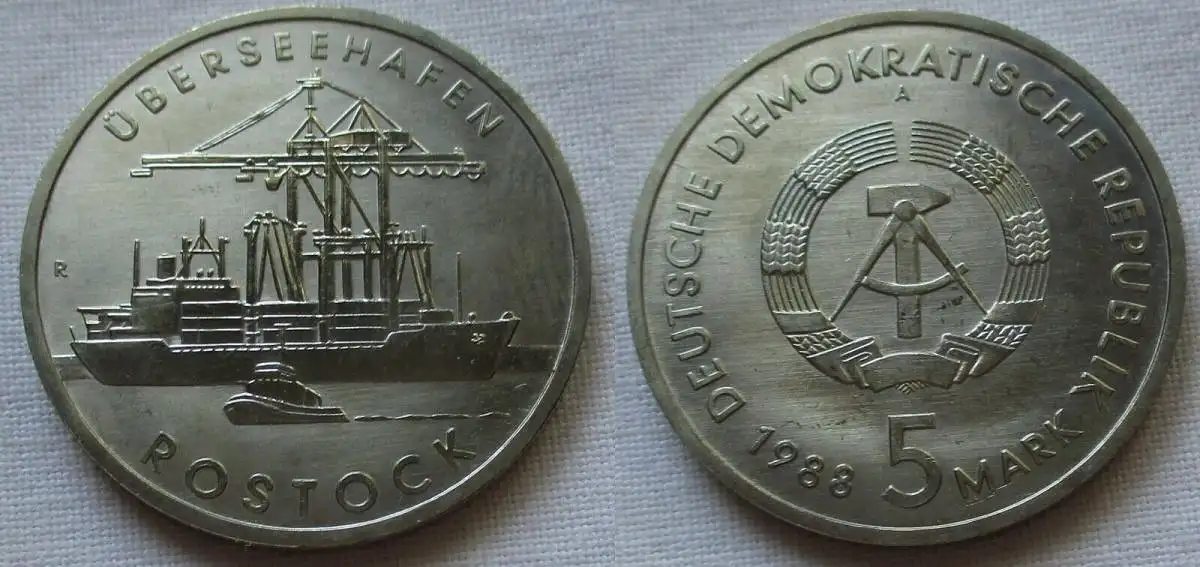 ÜBERSEEHAFEN
R
ROSTOCK
DEUTSCHE DEMOKRATISCHE REPUBLIK
A
1988 5 MARK